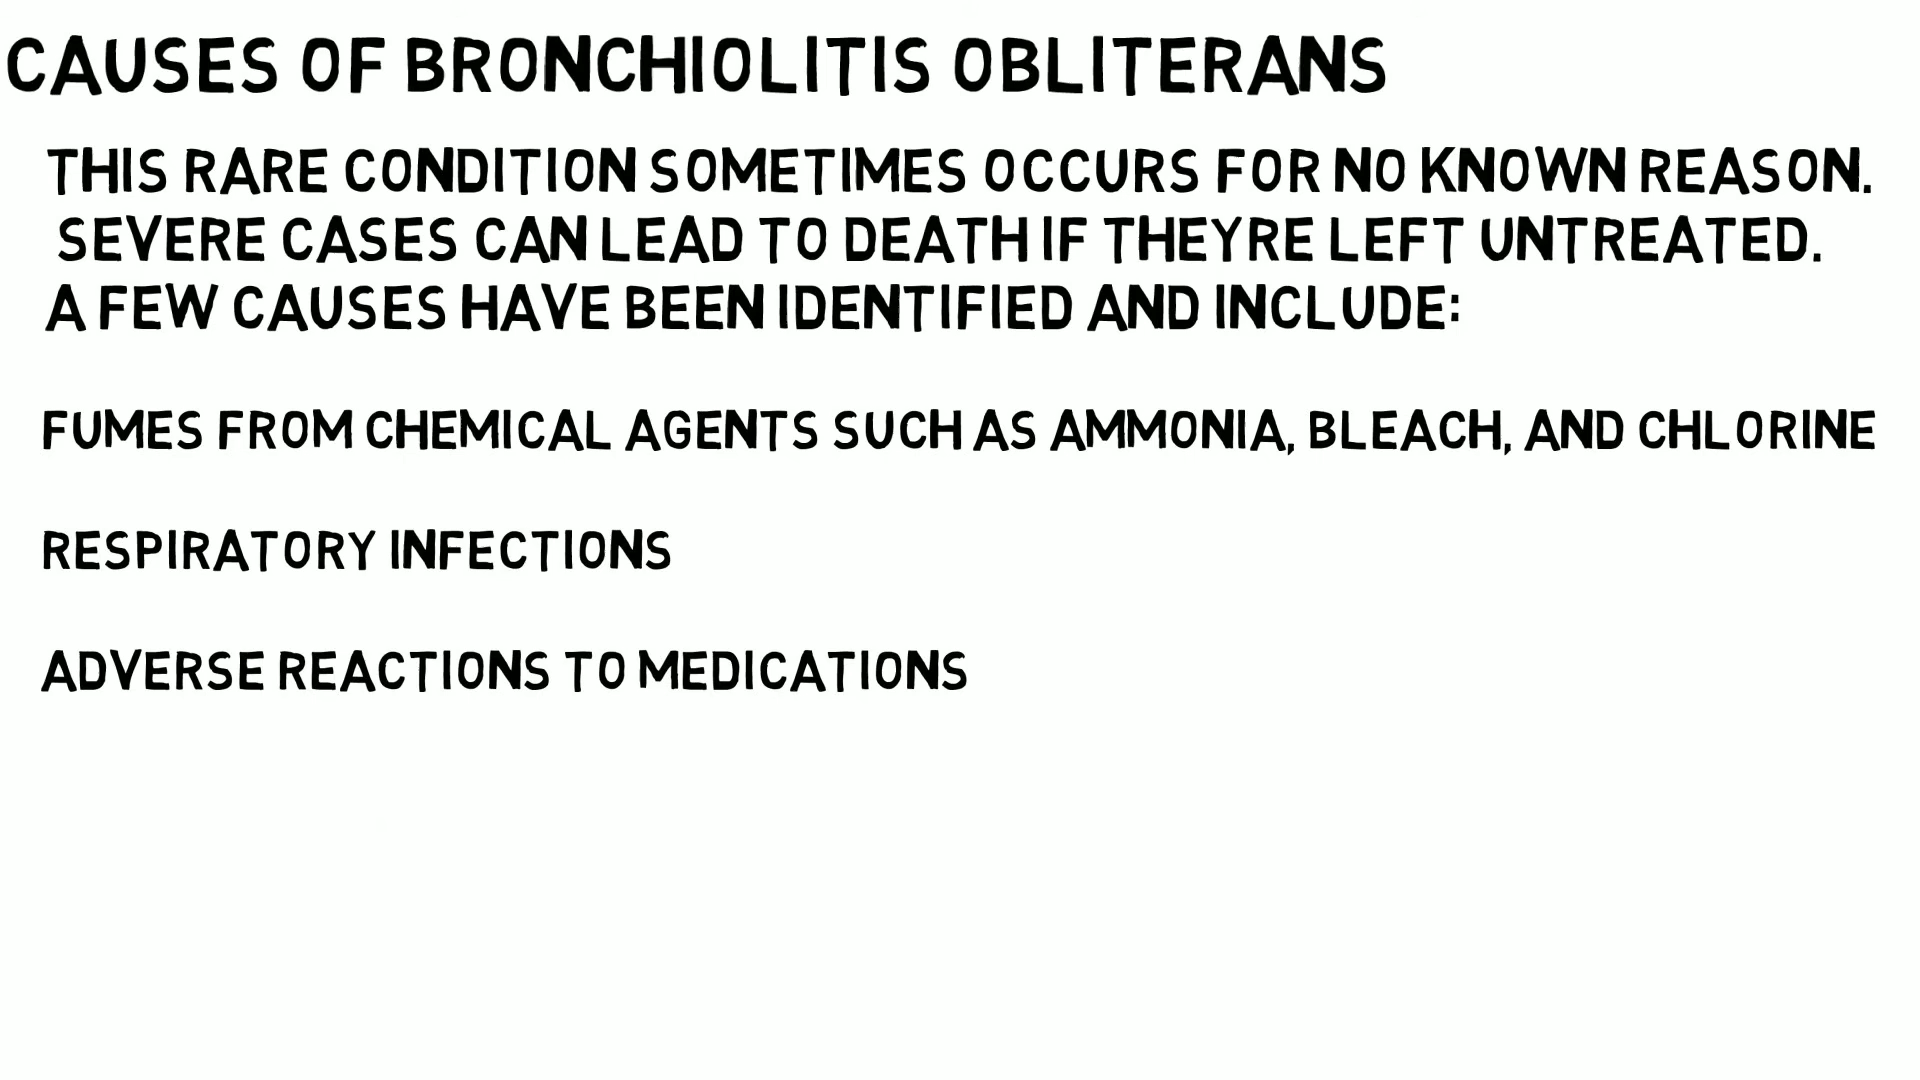 CAUSES OF BRONCHIOLITIS OBLITERANS
THIS RARE CONDITION SOMETIMES OCCURS FOR NO KNOWN REASON.
SEVERE CASES CAN LEAD TO DEATH IF THEYRE LEFT UNTREATED.
A FEW CAUSES HAVE BEEN IDENTIFIED AND INCLUDE:
FUMES FROM CHEMICAL AGENTS SUCH AS AMMONIA, BLEACH, AND CHLORINE
RESPIRATORY INFECTIONS
ADVERSE REACTIONS TO MEDICATIONS